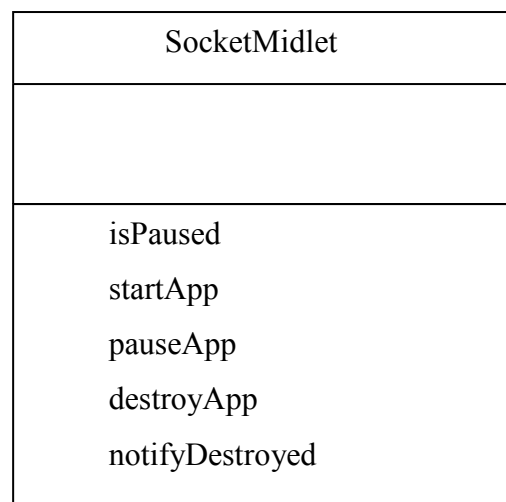 SocketMidlet
isPaused
startApp
pauseApp
destroyApp
notifyDestroyed